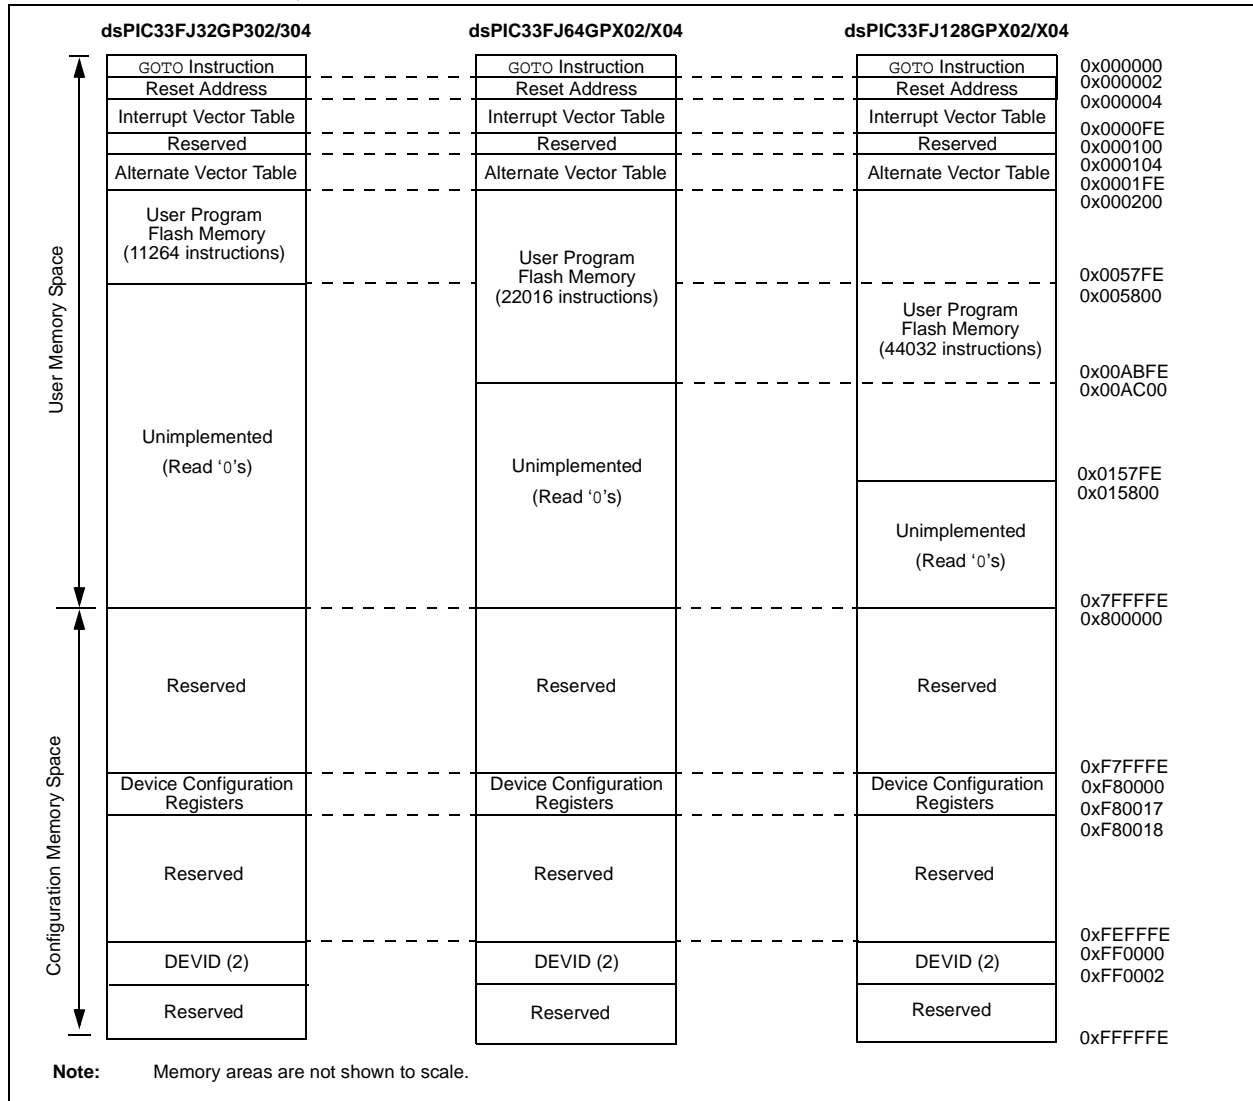 dsPIC33FJ32GP302/304
dsPIC33FJ64GPX02/X04
dsPIC33FJ128GPX02/X04
User Memory Space
Configuration Memory Space
GOTO Instruction
Reset Address
Interrupt Vector Table
Reserved
Alternate Vector Table
User Program
Flash Memory
(11264 instructions)
Unimplemented
(Read ‘0’s)
Reserved
Device Configuration
Registers
Reserved
DEVID (2)
Reserved
GOTO Instruction
Reset Address
Interrupt Vector Table
Reserved
Alternate Vector Table
User Program
Flash Memory
(22016 instructions)
Unimplemented
(Read ‘0’s)
Reserved
Device Configuration
Registers
Reserved
DEVID (2)
Reserved
GOTO Instruction
Reset Address
Interrupt Vector Table
Reserved
Alternate Vector Table
User Program
Flash Memory
(44032 instructions)
Unimplemented
(Read ‘0’s)
Reserved
Device Configuration
Registers
Reserved
DEVID (2)
Reserved
0x000000
0x000002
0x000004
0x0000FE
0x000100
0x000104
0x0001FE
0x000200
0x0057FE
0x005800
0x00ABFE
0x00AC00
0x0157FE
0x015800
0x7FFFFE
0x800000
0xF7FFFE
0xF80000
0xF80017
0xF80018
0xFEFFFE
0xFF0000
0xFF0002
0xFFFFFE
Note: Memory areas are not shown to scale.